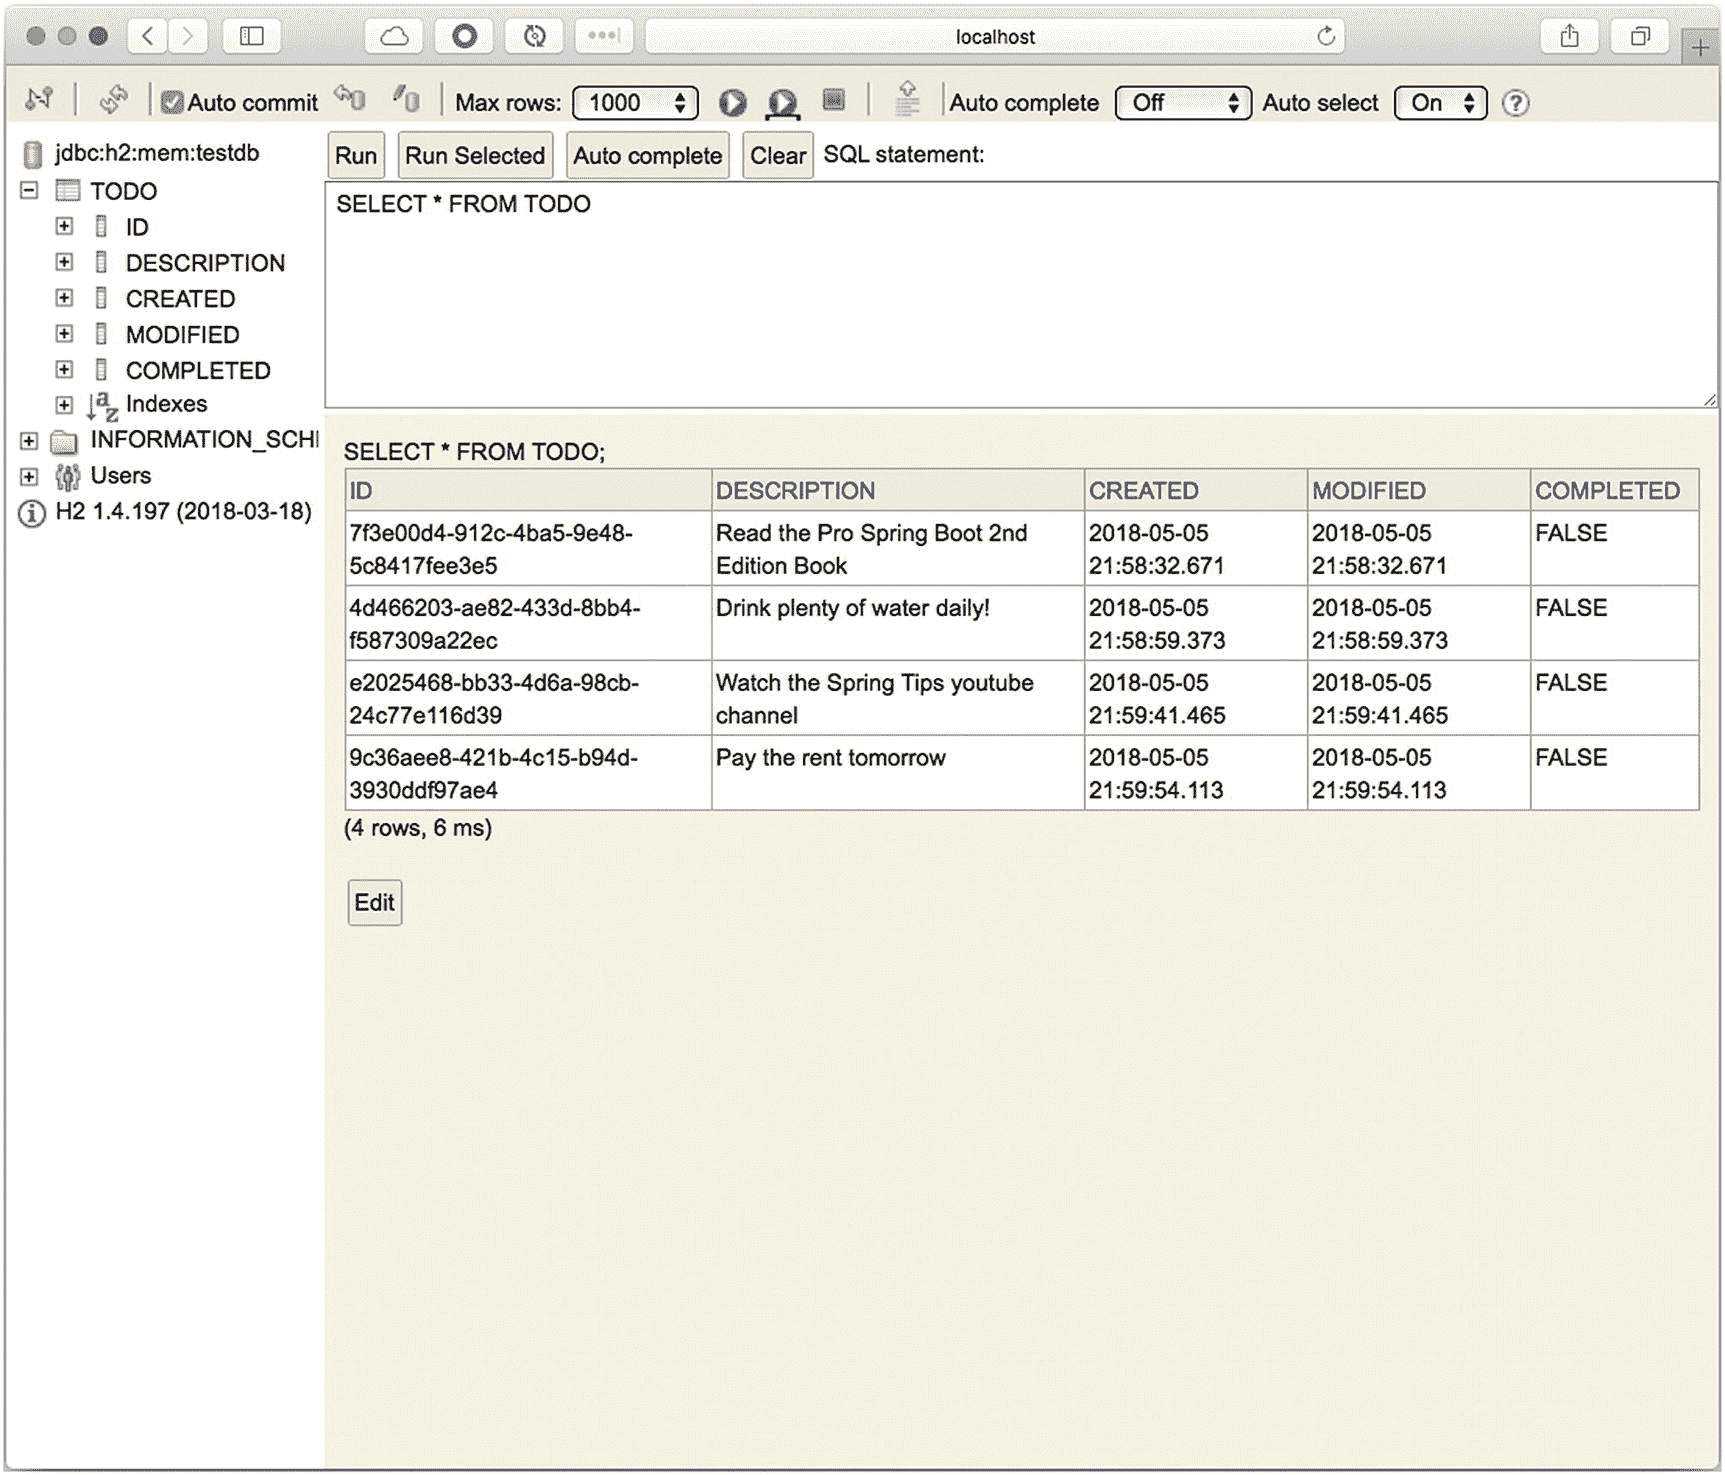 localhost
Auto commit Max rows: 1000 Auto complete Off Auto select On ?
jdbc:h2:mem:testdb
TODO
ID
DESCRIPTION
CREATED
MODIFIED
COMPLETED
Indexes
INFORMATION_SCH
Users
H2 1.4.197 (2018-03-18)
Run Run Selected Auto complete Clear SQL statement:
SELECT * FROM TODO
SELECT * FROM TODO;
ID DESCRIPTION CREATED MODIFIED COMPLETED
7f3e00d4-912c-4ba5-9e48- Read the Pro Spring Boot 2nd 2018-05-05 2018-05-05 FALSE
5c8417fee3e5 Edition Book 21:58:32.671 21:58:32.671
4d466203-ae82-433d-8bb4- Drink plenty of water daily! 2018-05-05 2018-05-05 FALSE
f587309a22ec 21:58:59.373 21:58:59.373
e2025468-bb33-4d6a-98cb- Watch the Spring Tips youtube 2018-05-05 2018-05-05 FALSE
24c77e116d39 channel 21:59:41.465 21:59:41.465
9c36aee8-421b-4c15-b94d- Pay the rent tomorrow 2018-05-05 2018-05-05 FALSE
3930ddf97ae4 21:59:54.113 21:59:54.113
(4 rows, 6 ms)
Edit